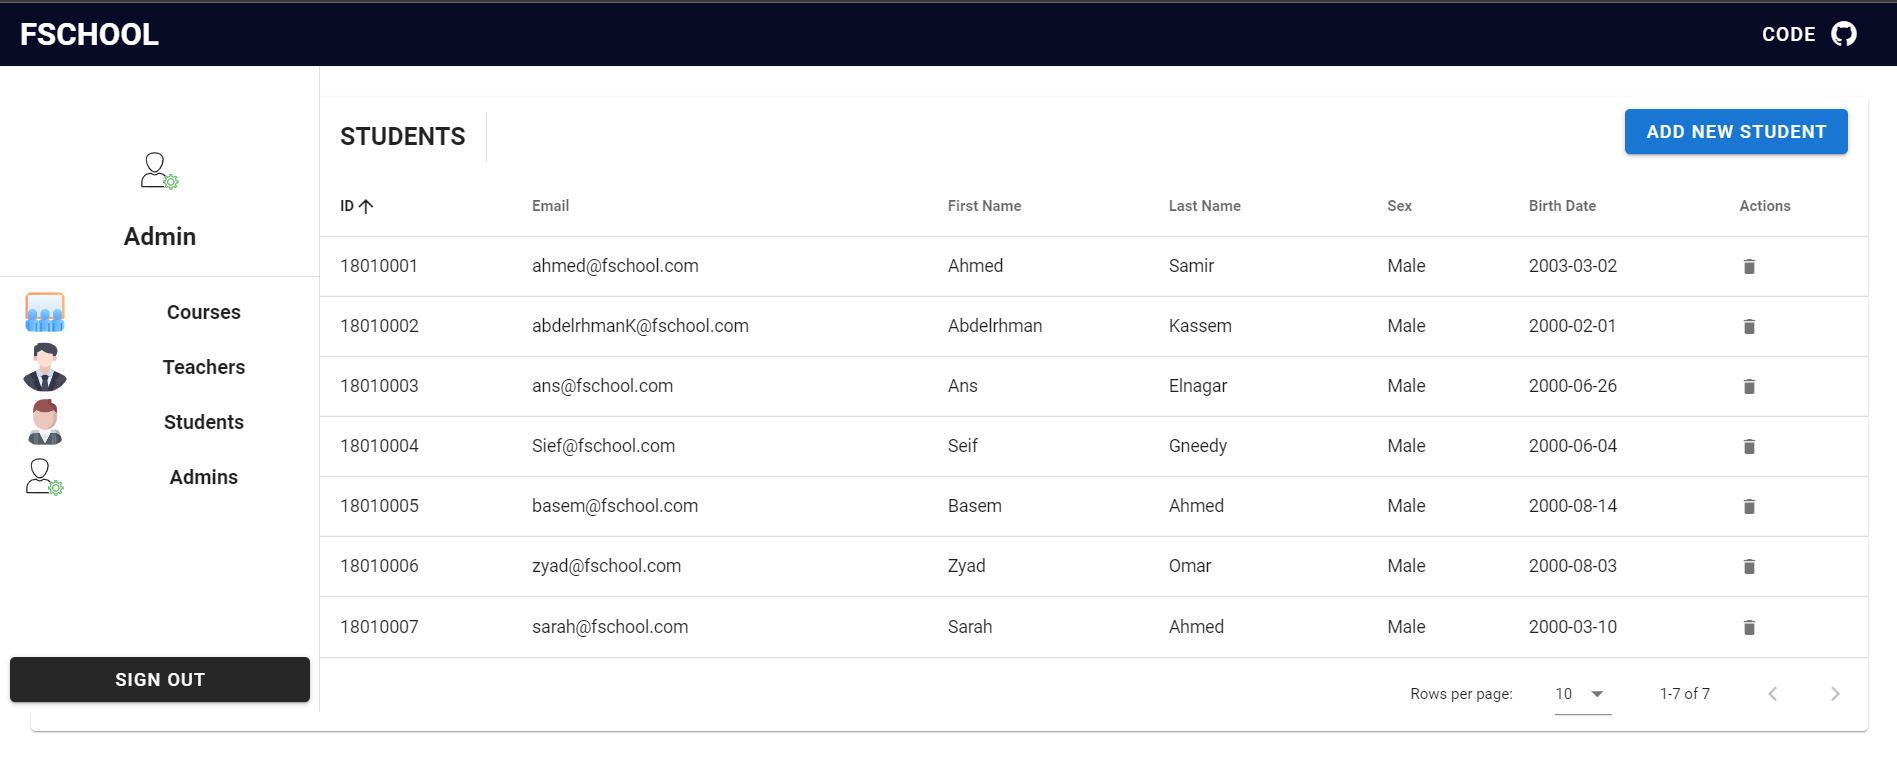 FSCHOOL
CODE
Admin
Courses
Teachers
Students
Admins
SIGN OUT
STUDENTS
ADD NEW STUDENT
ID Email First Name Last Name Sex Birth Date Actions
18010001 ahmed@fschool.com Ahmed Samir Male 2003-03-02
18010002 abdelrhmanK@fschool.com Abdelrhman Kassem Male 2000-02-01
18010003 ans@fschool.com Ans Elnagar Male 2000-06-26
18010004 Sief@fschool.com Seif Gneedy Male 2000-06-04
18010005 basem@fschool.com Basem Ahmed Male 2000-08-14
18010006 zyad@fschool.com Zyad Omar Male 2000-08-03
18010007 sarah@fschool.com Sarah Ahmed Male 2000-03-10
Rows per page: 10 1-7 of 7